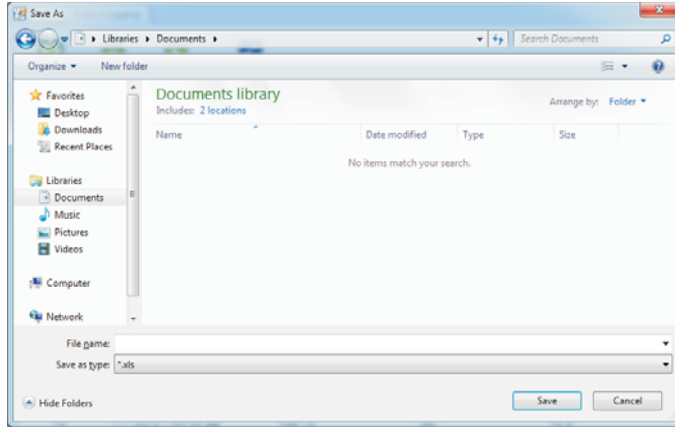 Save As
Libraries Documents
Search Documents
Organize New folder
Favorites
Desktop
Downloads
Recent Places
Libraries
Documents
Music
Pictures
Videos
Computer
Network
Documents library
Includes: 2 locations
Arrange by: Folder
Name Date modified Type Size
No items match your search.
File name:
Save as type: *.xls
Hide Folders
Save Cancel